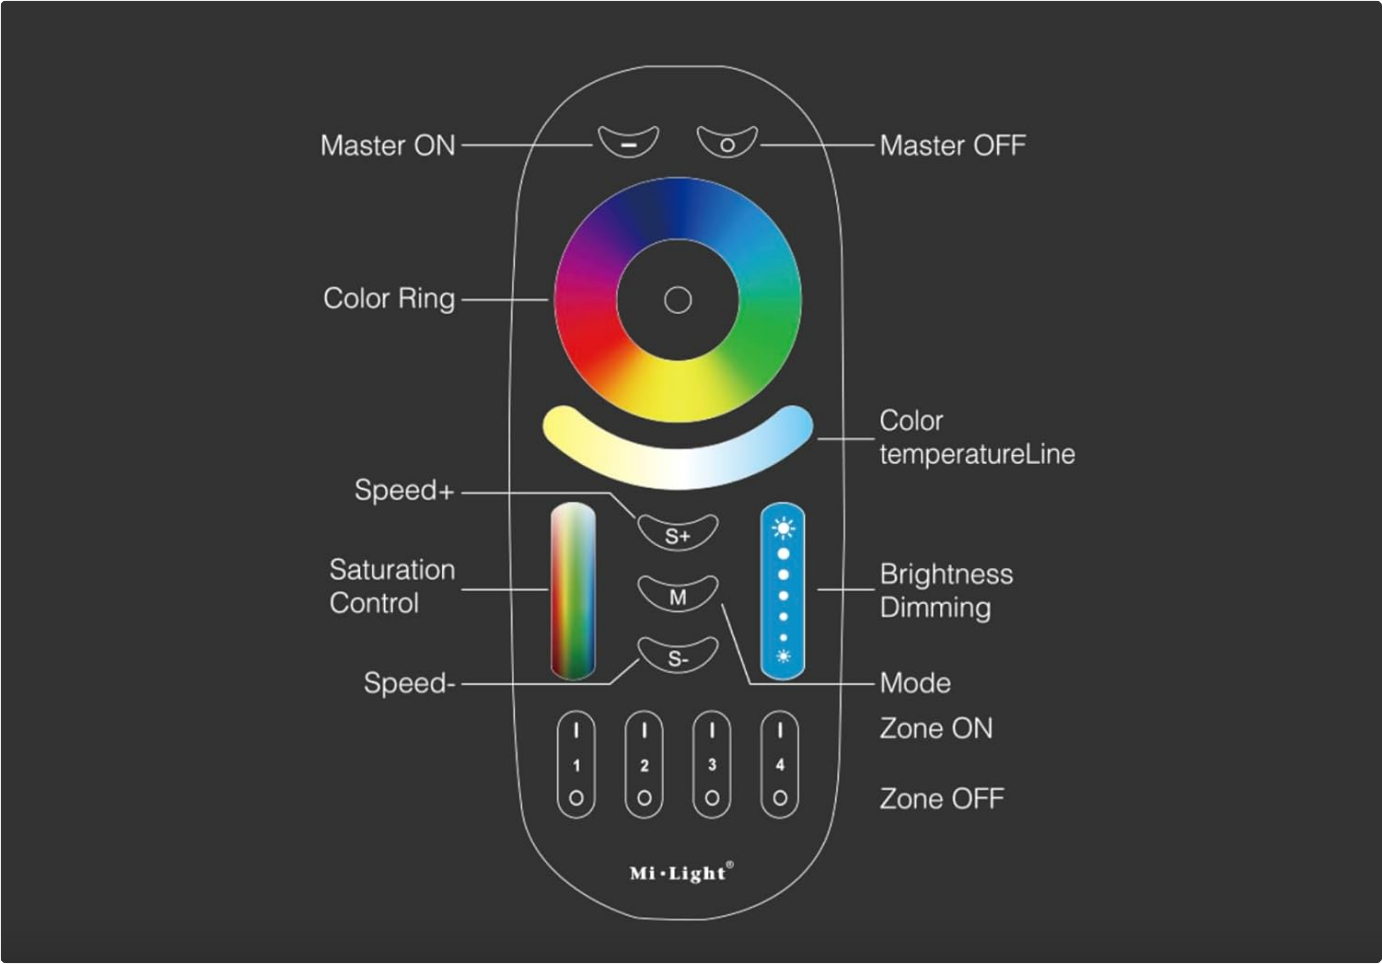 Master ON
Master OFF
Color Ring
Color
temperatureLine
Speed+
S+
Saturation
Control
M
Brightness
Dimming
S-
Speed-
Mode
Zone ON
1 2 3 4
Zone OFF
Mi·Light®